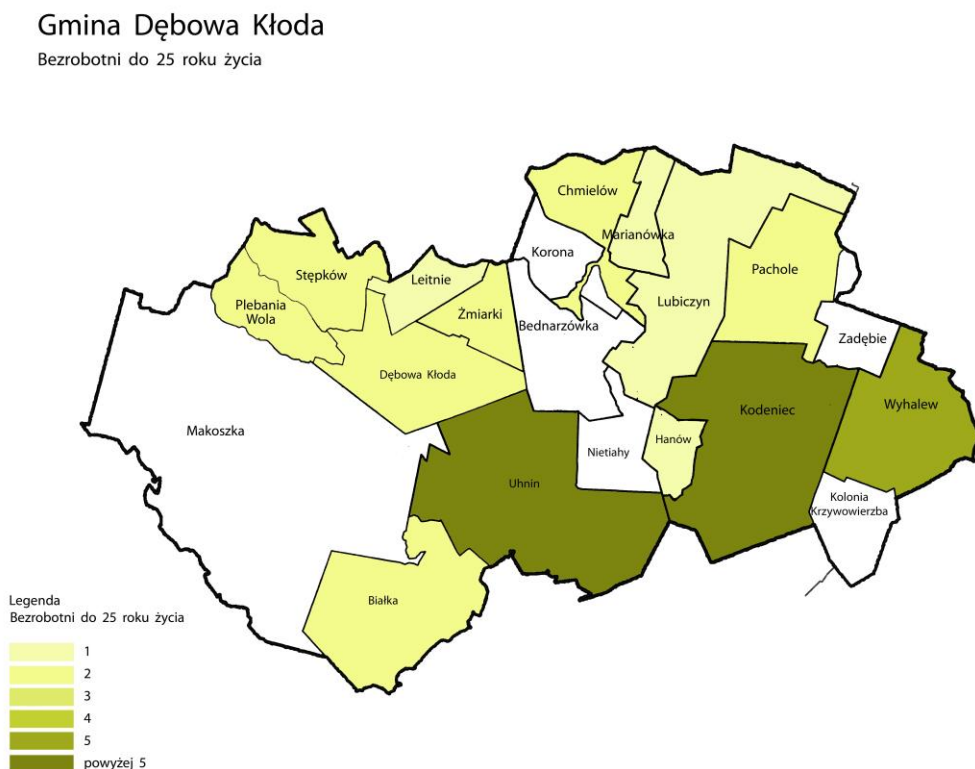 Gmina Dębowa Kłoda
Bezrobotni do 25 roku życia
Chmielów
Marianówka
Korona
Stępków
Leitnie
Pachole
Plebania
Wola
Żmiarki
Lubiczyn
Bednarzówka
Zadębie
Dębowa Kłoda
Wyhalew
Kodeniec
Makoszka
Hanów
Nietiahy
Uhnin
Kolonia
Krzywowierzba
Białka
Legenda
Bezrobotni do 25 roku życia
1
2
3
4
5
powyżej 5